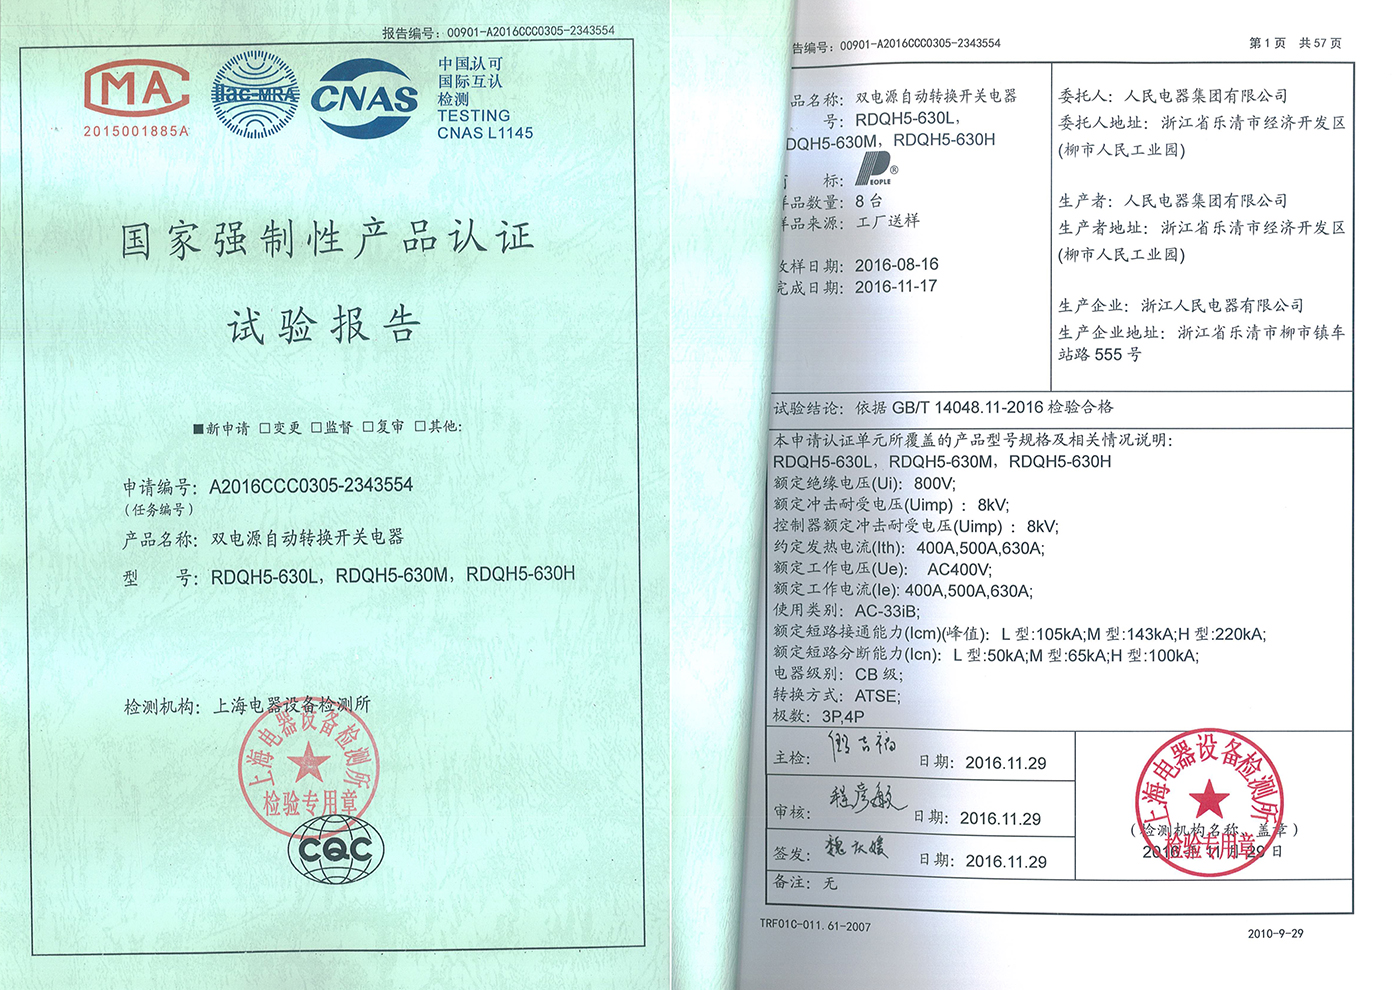 报告编号：00901-A2016CCC0305-2343554
MA
2015001885A
ilac-MRA
CNAS
中国认可
国际互认
检测
TESTING
CNAS L1145
国家强制性产品认证
试验报告
■新申请 □变更 □监督 □复审 □其他:
申请编号：A2016CCC0305-2343554
(任务编号)
产品名称：双电源自动转换开关电器
型 号：RDQH5-630L，RDQH5-630M，RDQH5-630H
检测机构：上海电器设备检测所
上海电器设备检测所
检验专用章
CQC
告编号：00901-A2016CCC0305-2343554
第1页 共57页
品名称：双电源自动转换开关电器
号：RDQH5-630L，
DQH5-630M，RDQH5-630H
标：
PEOPLE®
样品数量：8台
样品来源：工厂送样
收样日期：2016-08-16
完成日期：2016-11-17
委托人：人民电器集团有限公司
委托人地址：浙江省乐清市经济开发区
(柳市人民工业园)
生产者：人民电器集团有限公司
生产者地址：浙江省乐清市经济开发区
(柳市人民工业园)
生产企业：浙江人民电器有限公司
生产企业地址：浙江省乐清市柳市镇车
站路 555 号
试验结论：依据 GB/T 14048.11-2016 检验合格
本申请认证单元所覆盖的产品型号规格及相关情况说明：
RDQH5-630L，RDQH5-630M，RDQH5-630H
额定绝缘电压(Ui)：800V;
额定冲击耐受电压(Uimp) ：8kV;
控制器额定冲击耐受电压(Uimp) ：8kV;
约定发热电流(Ith)：400A,500A,630A;
额定工作电压(Ue)： AC400V;
额定工作电流(Ie): 400A,500A,630A;
使用类别：AC-33iB;
额定短路接通能力(Icm)(峰值)：L 型:105kA;M 型:143kA;H 型:220kA;
额定短路分断能力(Icn)：L 型:50kA;M 型:65kA;H 型:100kA;
电器级别：CB 级;
转换方式：ATSE;
极数：3P,4P
主检： 日期：2016.11.29
审核：程彦敏 日期：2016.11.29
签发： 日期：2016.11.29
备注：无
上海电器设备检测所
检验专用章
(检测机构名称、盖章)
2016年11月29日
TRF01C-011.61-2007
2010-9-29